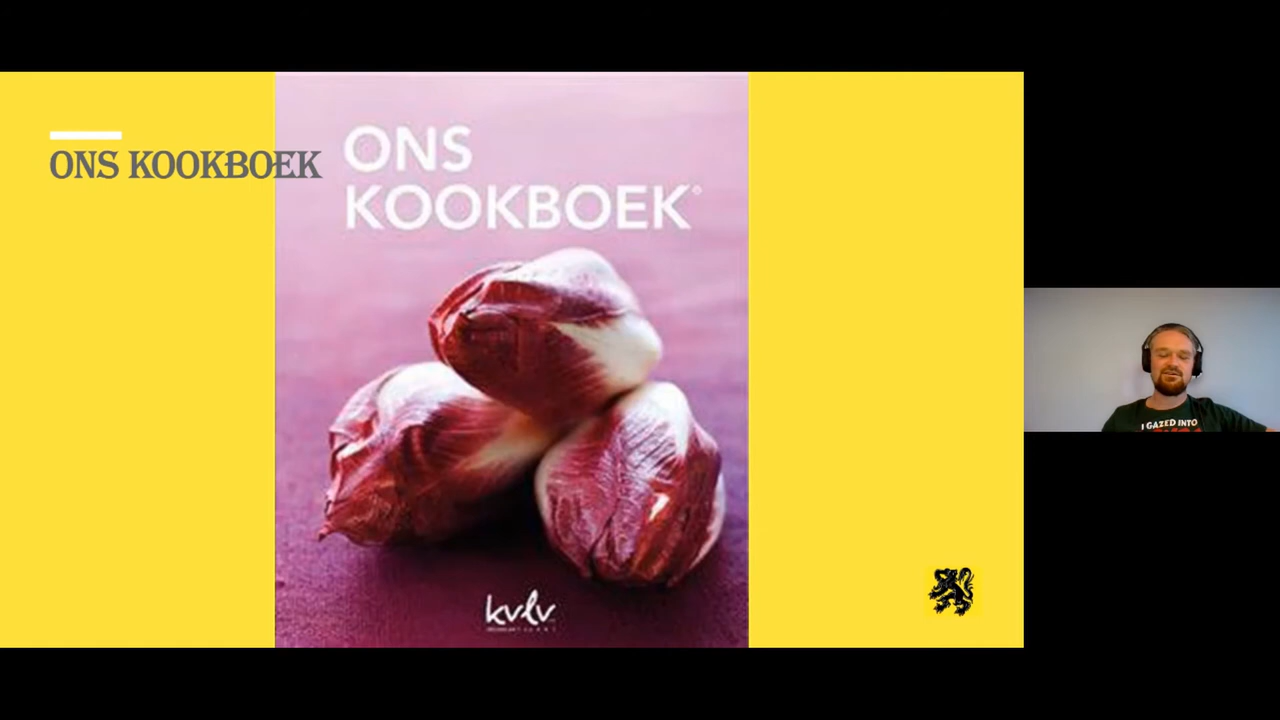 ONS KOOKBOEK
ONS
KOOKBOEK®
kvlv
I GAZED INTO